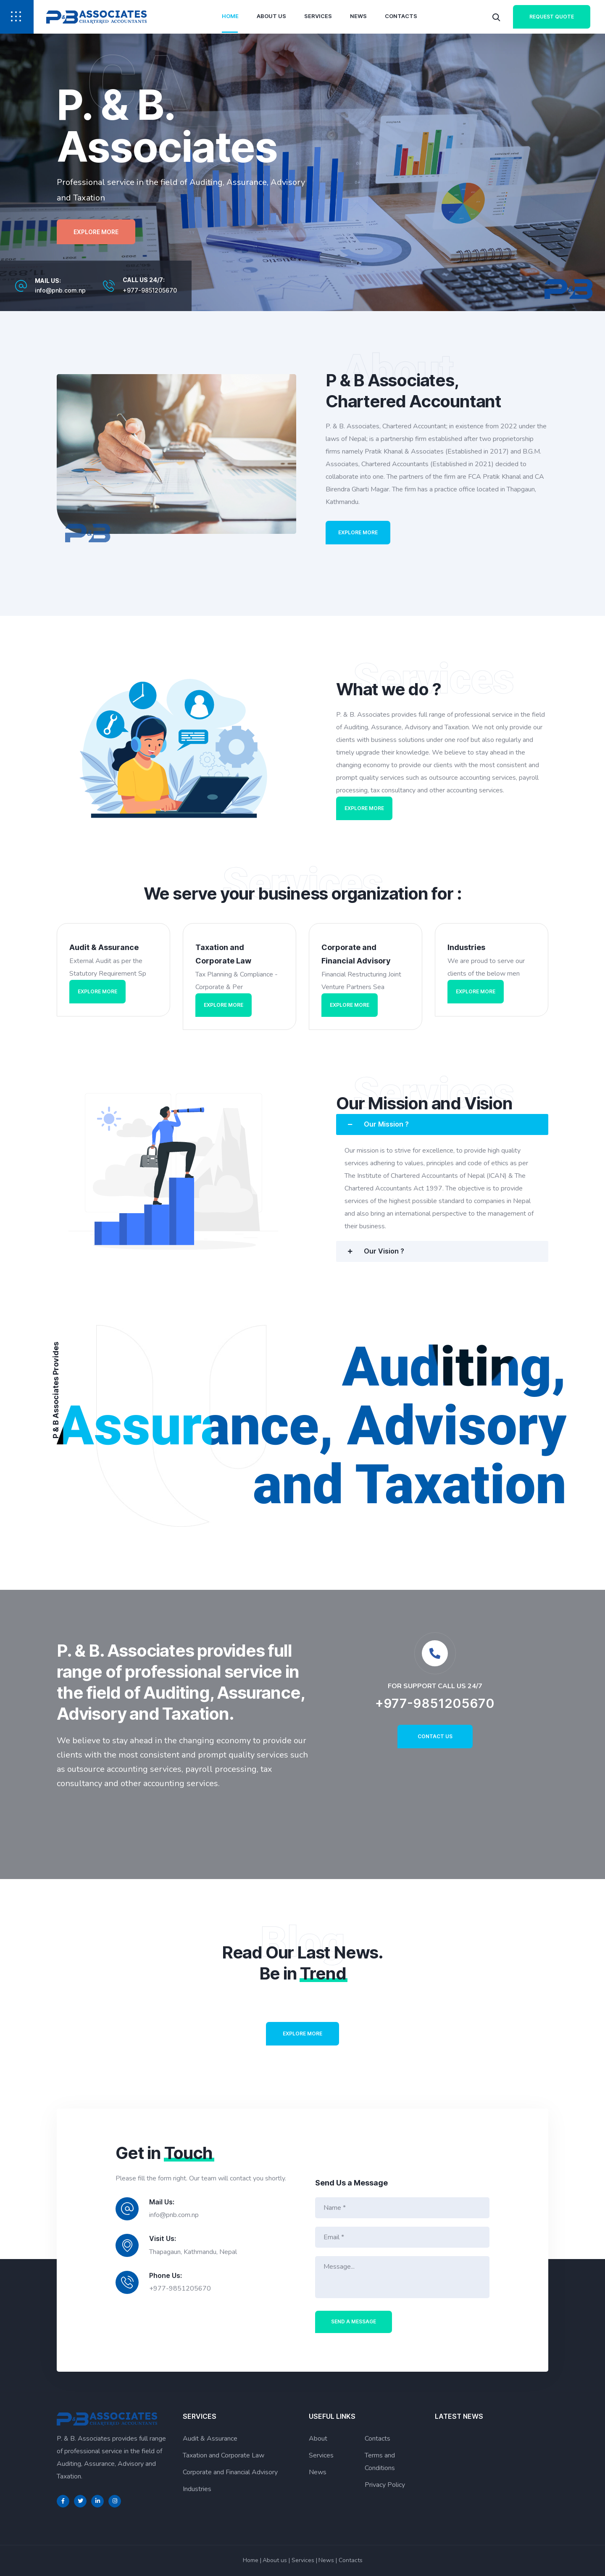 P&B ASSOCIATES
CHARTERED ACCOUNTANTS
HOME
ABOUT US
SERVICES
NEWS
CONTACTS
REQUEST QUOTE
CA
P. & B.
Associates
Professional service in the field of Auditing, Assurance, Advisory
and Taxation
EXPLORE MORE
MAIL US:
info@pnb.com.np
CALL US 24/7:
+977-9851205670
About
P & B Associates,
Chartered Accountant
P. & B. Associates, Chartered Accountant; in existence from 2022 under the
laws of Nepal; is a partnership firm established after two proprietorship
firms namely Pratik Khanal & Associates (Established in 2017) and B.G.M.
Associates, Chartered Accountants (Established in 2021) decided to
collaborate into one. The partners of the firm are FCA Pratik Khanal and CA
Birendra Gharti Magar. The firm has a practice office located in Thapgaun,
Kathmandu.
EXPLORE MORE
Services
What we do ?
P. & B. Associates provides full range of professional service in the field
of Auditing, Assurance, Advisory and Taxation. We not only provide our
clients with business solutions under one roof but also regularly and
timely upgrade their knowledge. We believe to stay ahead in the
changing economy to provide our clients with the most consistent and
prompt quality services such as outsource accounting services, payroll
processing, tax consultancy and other accounting services.
EXPLORE MORE
Services
We serve your business organization for :
Audit & Assurance
External Audit as per the
Statutory Requirement Sp
EXPLORE MORE
Taxation and
Corporate Law
Tax Planning & Compliance -
Corporate & Per
EXPLORE MORE
Corporate and
Financial Advisory
Financial Restructuring Joint
Venture Partners Sea
EXPLORE MORE
Industries
We are proud to serve our
clients of the below men
EXPLORE MORE
Services
Our Mission and Vision
Our Mission ?
Our mission is to strive for excellence, to provide high quality
services adhering to values, principles and code of ethics as per
The Institute of Chartered Accountants of Nepal (ICAN) & The
Chartered Accountants Act 1997. The objective is to provide
services of the highest possible standard to companies in Nepal
and also bring an international perspective to the management of
their business.
Our Vision ?
P & B Associates Provides
Auditing,
Assurance, Advisory
and Taxation
P. & B. Associates provides full
range of professional service in
the field of Auditing, Assurance,
Advisory and Taxation.
We believe to stay ahead in the changing economy to provide our
clients with the most consistent and prompt quality services such
as outsource accounting services, payroll processing, tax
consultancy and other accounting services.
FOR SUPPORT CALL US 24/7
+977-9851205670
CONTACT US
Blog
Read Our Last News.
Be in Trend
EXPLORE MORE
Get in Touch
Please fill the form right. Our team will contact you shortly.
Mail Us:
info@pnb.com.np
Visit Us:
Thapagaun, Kathmandu, Nepal
Phone Us:
+977-9851205670
Send Us a Message
Name *
Email *
Message...
SEND A MESSAGE
P&B ASSOCIATES
CHARTERED ACCOUNTANTS
P. & B. Associates provides full range
of professional service in the field of
Auditing, Assurance, Advisory and
Taxation.
SERVICES
Audit & Assurance
Taxation and Corporate Law
Corporate and Financial Advisory
Industries
USEFUL LINKS
About
Services
News
Contacts
Terms and
Conditions
Privacy Policy
LATEST NEWS
Home | About us | Services | News | Contacts